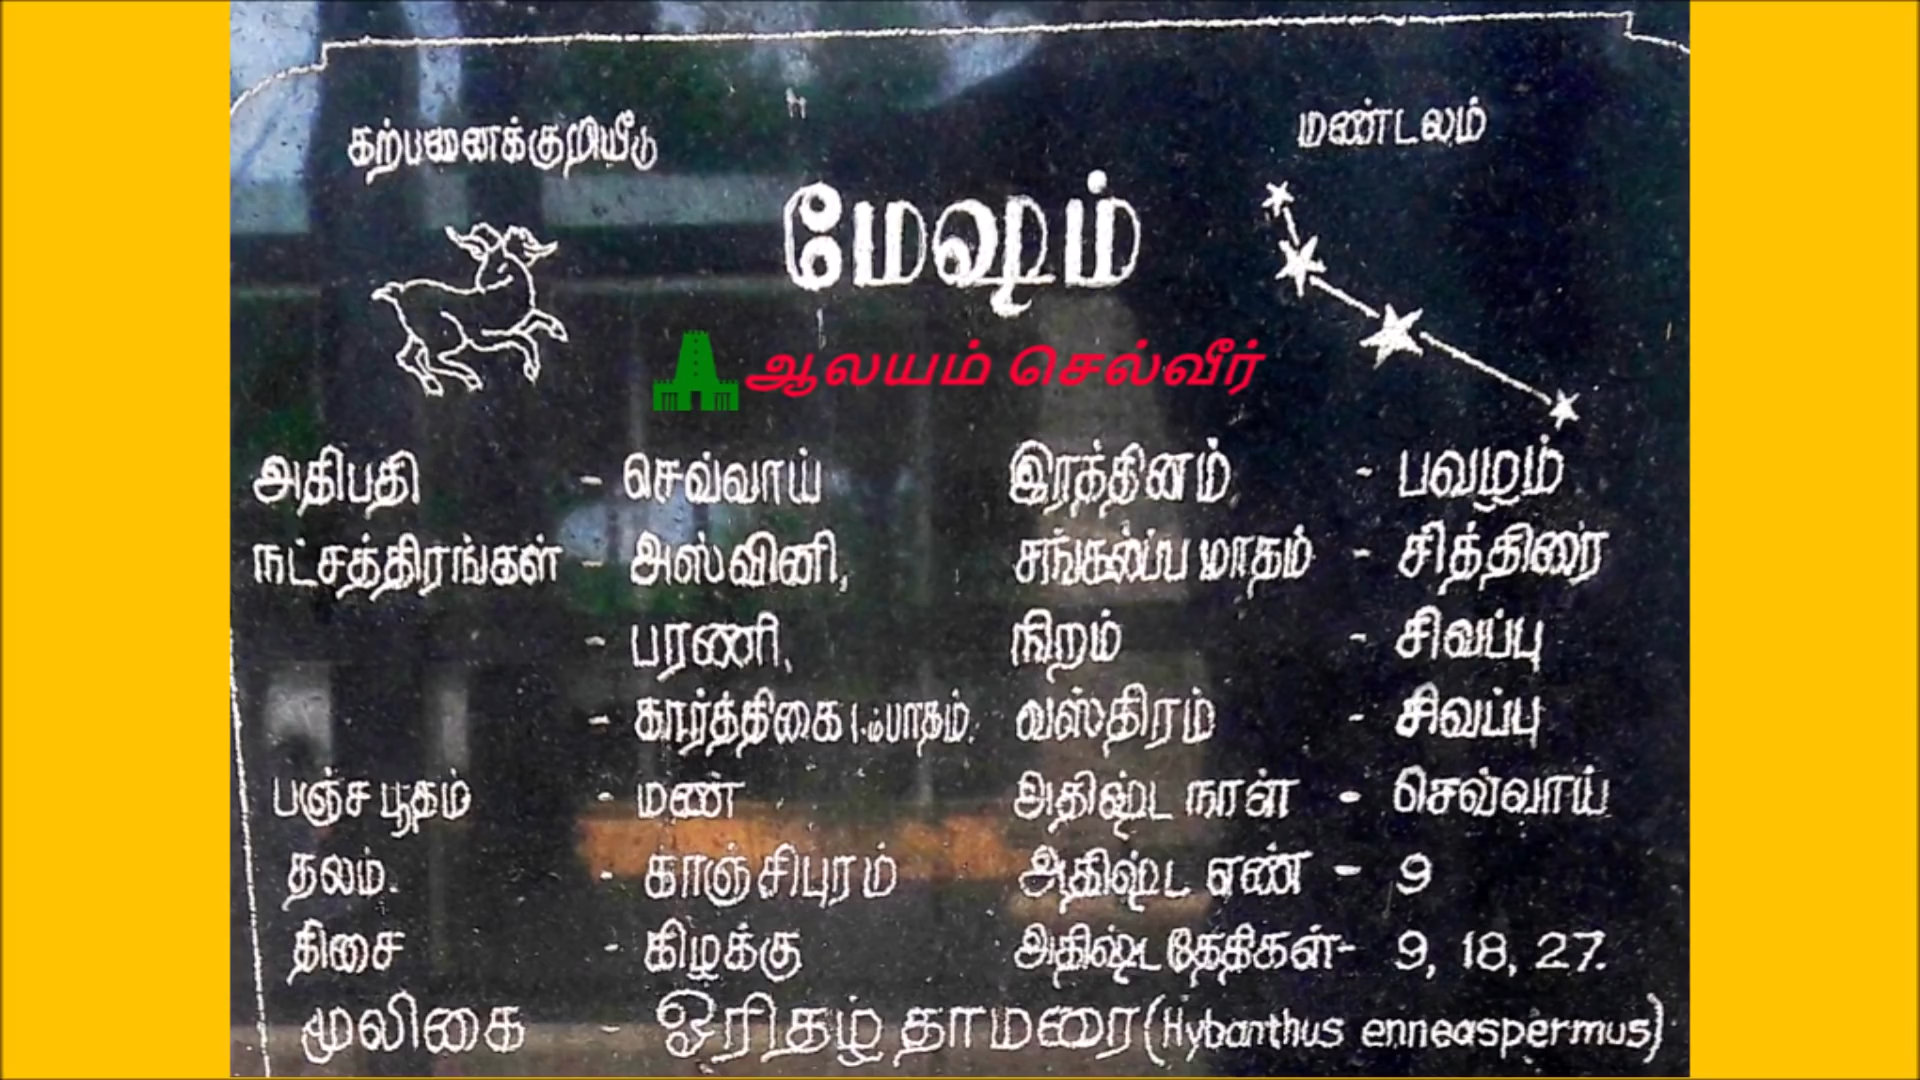 கற்பனைக்குறியீடு
மண்டலம்
மேஷம்
ஆலயம் செல்வீர்
அதிபதி - செவ்வாய் இரத்தினம் - பவழம்
நட்சத்திரங்கள் - அஸ்வினி, சங்கல்ப மாதம் - சித்திரை
- பரணி, நிறம் - சிவப்பு
- கார்த்திகை 1.ம்பாதம். வஸ்திரம் - சிவப்பு
பஞ்ச பூதம் - மண் அதிஷ்ட நாள் - செவ்வாய்
தலம். - காஞ்சிபுரம் அதிஷ்ட எண் - 9
திசை - கிழக்கு அதிஷ்ட தேதிகள் - 9, 18, 27.
மூலிகை - ஓரிதழ் தாமரை (Hybanthus enneaspermus)